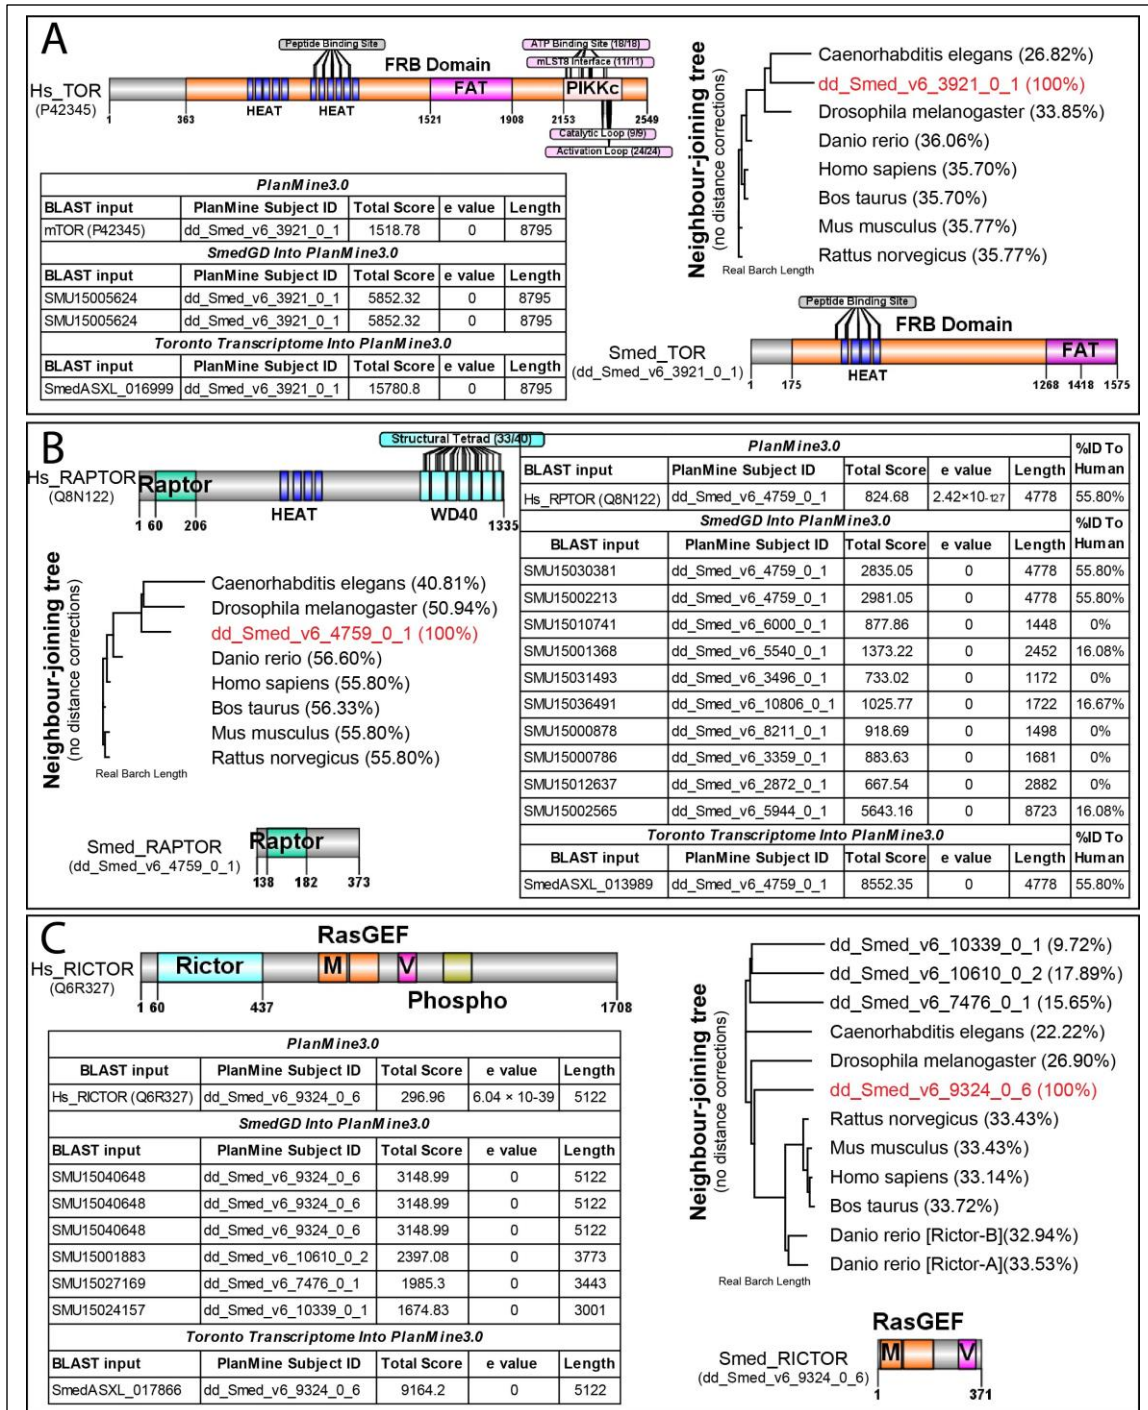 A
Peptide Binding Site
ATP Binding Site (18/18)
mLST8 Interface (11/11)
FRB Domain
Hs_TOR
(P42345)
FAT
PIKKc
HEAT
HEAT
1
363
1521
1908
2153
2549
Catalytic Loop (9/9)
Activation Loop (24/24)
PlanMine3.0
BLAST input PlanMine Subject ID Total Score e value Length
mTOR (P42345) dd_Smed_v6_3921_0_1 1518.78 0 8795
SmedGD Into PlanMine3.0
BLAST input PlanMine Subject ID Total Score e value Length
SMU15005624 dd_Smed_v6_3921_0_1 5852.32 0 8795
SMU15005624 dd_Smed_v6_3921_0_1 5852.32 0 8795
Toronto Transcriptome Into PlanMine3.0
BLAST input PlanMine Subject ID Total Score e value Length
SmedASXL_016999 dd_Smed_v6_3921_0_1 15780.8 0 8795
Neighbour-joining tree
(no distance corrections)
Caenorhabditis elegans (26.82%)
dd_Smed_v6_3921_0_1 (100%)
Drosophila melanogaster (33.85%)
Danio rerio (36.06%)
Homo sapiens (35.70%)
Bos taurus (35.70%)
Mus musculus (35.77%)
Rattus norvegicus (35.77%)
Real Barch Length
Peptide Binding Site
FRB Domain
Smed_TOR
(dd_Smed_v6_3921_0_1)
FAT
HEAT
1
175
1268
1418
1575
B
Structural Tetrad (33/40)
Hs_RAPTOR
(Q8N122)
Raptor
HEAT
WD40
1
60
206
1335
Neighbour-joining tree
(no distance corrections)
Caenorhabditis elegans (40.81%)
Drosophila melanogaster (50.94%)
dd_Smed_v6_4759_0_1 (100%)
Danio rerio (56.60%)
Homo sapiens (55.80%)
Bos taurus (56.33%)
Mus musculus (55.80%)
Rattus norvegicus (55.80%)
Real Barch Length
Smed_RAPTOR
(dd_Smed_v6_4759_0_1)
Raptor
1
38
182
373
PlanMine3.0 %ID To Human
BLAST input PlanMine Subject ID Total Score e value Length
Hs_RPTOR (Q8N122) dd_Smed_v6_4759_0_1 824.68 2.42×10-127 4778 55.80%
SmedGD Into PlanMine3.0 %ID To Human
BLAST input PlanMine Subject ID Total Score e value Length
SMU15030381 dd_Smed_v6_4759_0_1 2835.05 0 4778 55.80%
SMU15002213 dd_Smed_v6_4759_0_1 2981.05 0 4778 55.80%
SMU15010741 dd_Smed_v6_6000_0_1 877.86 0 1448 0%
SMU15001368 dd_Smed_v6_5540_0_1 1373.22 0 2452 16.08%
SMU15031493 dd_Smed_v6_3496_0_1 733.02 0 1172 0%
SMU15036491 dd_Smed_v6_10806_0_1 1025.77 0 1722 16.67%
SMU15000878 dd_Smed_v6_8211_0_1 918.69 0 1498 0%
SMU15000786 dd_Smed_v6_3359_0_1 883.63 0 1681 0%
SMU15012637 dd_Smed_v6_2872_0_1 667.54 0 2882 0%
SMU15002565 dd_Smed_v6_5944_0_1 5643.16 0 8723 16.08%
Toronto Transcriptome Into PlanMine3.0 %ID To Human
BLAST input PlanMine Subject ID Total Score e value Length
SmedASXL_013989 dd_Smed_v6_4759_0_1 8552.35 0 4778 55.80%
C
RasGEF
Hs_RICTOR
(Q6R327)
Rictor
M
V
Phospho
1
60
437
1708
PlanMine3.0
BLAST input PlanMine Subject ID Total Score e value Length
Hs_RICTOR (Q6R327) dd_Smed_v6_9324_0_6 296.96 6.04 × 10-39 5122
SmedGD Into PlanMine3.0
BLAST input PlanMine Subject ID Total Score e value Length
SMU15040648 dd_Smed_v6_9324_0_6 3148.99 0 5122
SMU15040648 dd_Smed_v6_9324_0_6 3148.99 0 5122
SMU15040648 dd_Smed_v6_9324_0_6 3148.99 0 5122
SMU15001883 dd_Smed_v6_10610_0_2 2397.08 0 3773
SMU15027169 dd_Smed_v6_7476_0_1 1985.3 0 3443
SMU15024157 dd_Smed_v6_10339_0_1 1674.83 0 3001
Toronto Transcriptome Into PlanMine3.0
BLAST input PlanMine Subject ID Total Score e value Length
SmedASXL_017866 dd_Smed_v6_9324_0_6 9164.2 0 5122
Neighbour-joining tree
(no distance corrections)
dd_Smed_v6_10339_0_1 (9.72%)
dd_Smed_v6_10610_0_2 (17.89%)
dd_Smed_v6_7476_0_1 (15.65%)
Caenorhabditis elegans (22.22%)
Drosophila melanogaster (26.90%)
dd_Smed_v6_9324_0_6 (100%)
Rattus norvegicus (33.43%)
Mus musculus (33.43%)
Homo sapiens (33.14%)
Bos taurus (33.72%)
Danio rerio [Rictor-B](32.94%)
Danio rerio [Rictor-A](33.53%)
Real Barch Length
RasGEF
Smed_RICTOR
(dd_Smed_v6_9324_0_6)
M
V
1
371